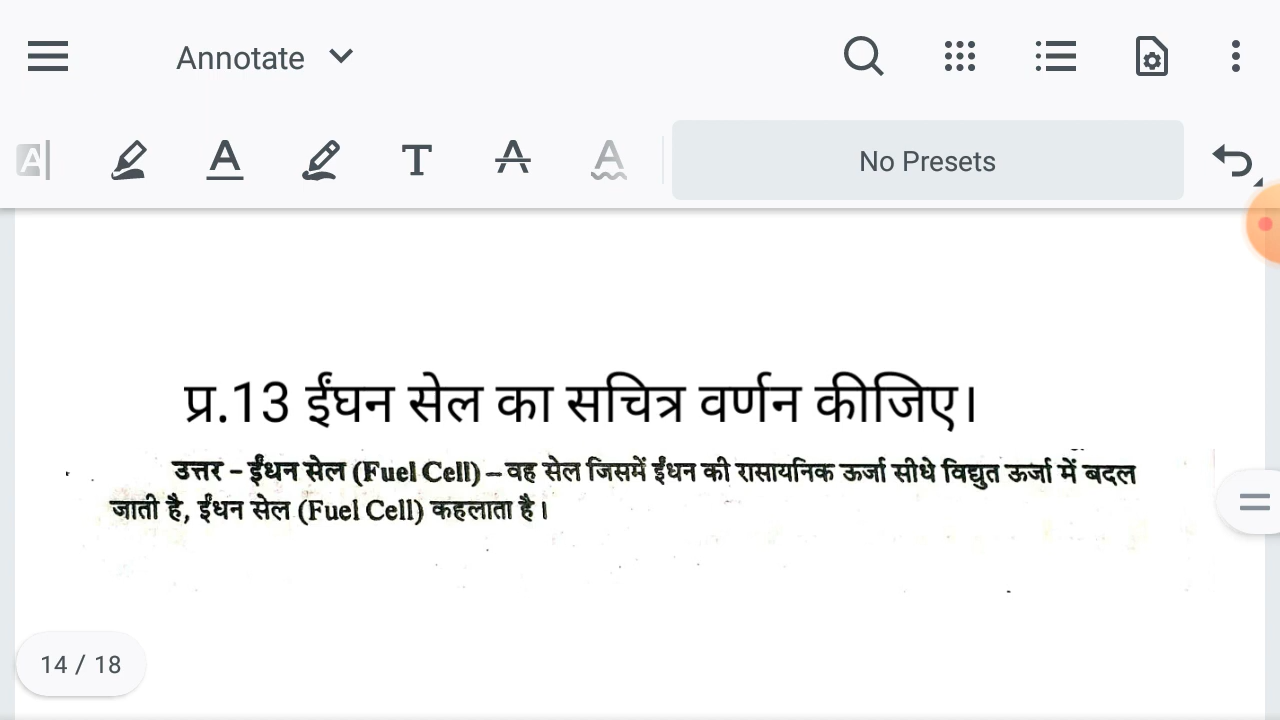 Annotate
No Presets
प्र.13 ईंघन सेल का सचित्र वर्णन कीजिए।
उत्तर – ईंधन सेल (Fuel Cell) – वह सेल जिसमें ईंधन की रासायनिक ऊर्जा सीधे विद्युत ऊर्जा में बदल
जाती है, ईंधन सेल (Fuel Cell) कहलाता है।
14 / 18